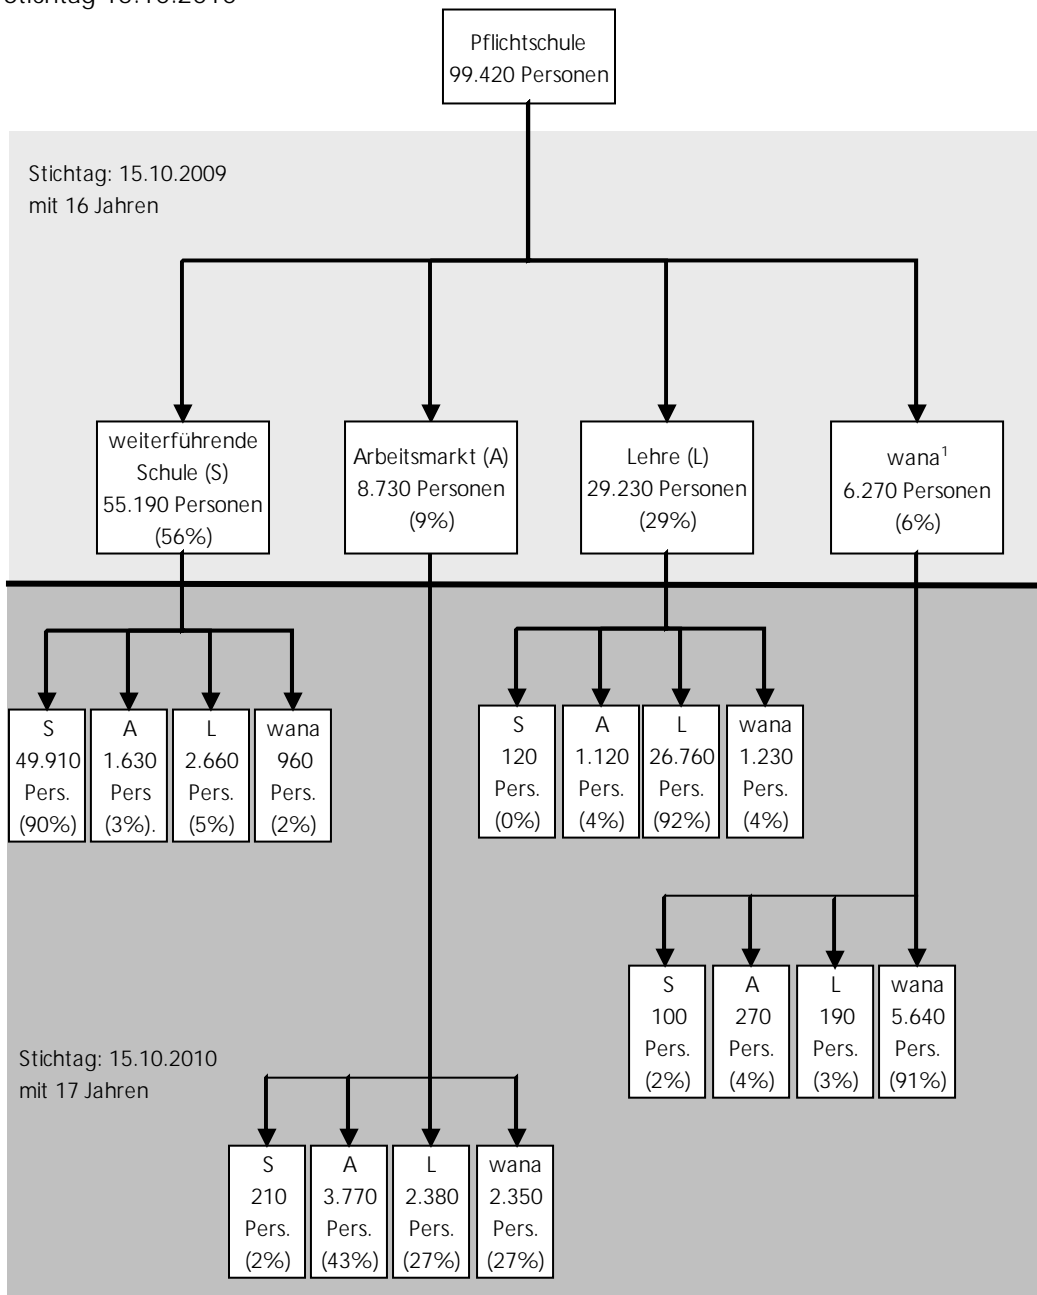 Stichtag 15.10.2010
Pflichtschule
99.420 Personen
Stichtag: 15.10.2009
mit 16 Jahren
weiterführende
Schule (S)
55.190 Personen
(56%)
Arbeitsmarkt (A)
8.730 Personen
(9%)
Lehre (L)
29.230 Personen
(29%)
wana¹
6.270 Personen
(6%)
S
49.910
Pers.
(90%)
A
1.630
Pers
(3%).
L
2.660
Pers.
(5%)
wana
960
Pers.
(2%)
S
120
Pers.
(0%)
A
1.120
Pers.
(4%)
L
26.760
Pers.
(92%)
wana
1.230
Pers.
(4%)
S
100
Pers.
(2%)
A
270
Pers.
(4%)
L
190
Pers.
(3%)
wana
5.640
Pers.
(91%)
Stichtag: 15.10.2010
mit 17 Jahren
S
210
Pers.
(2%)
A
3.770
Pers.
(43%)
L
2.380
Pers.
(27%)
wana
2.350
Pers.
(27%)